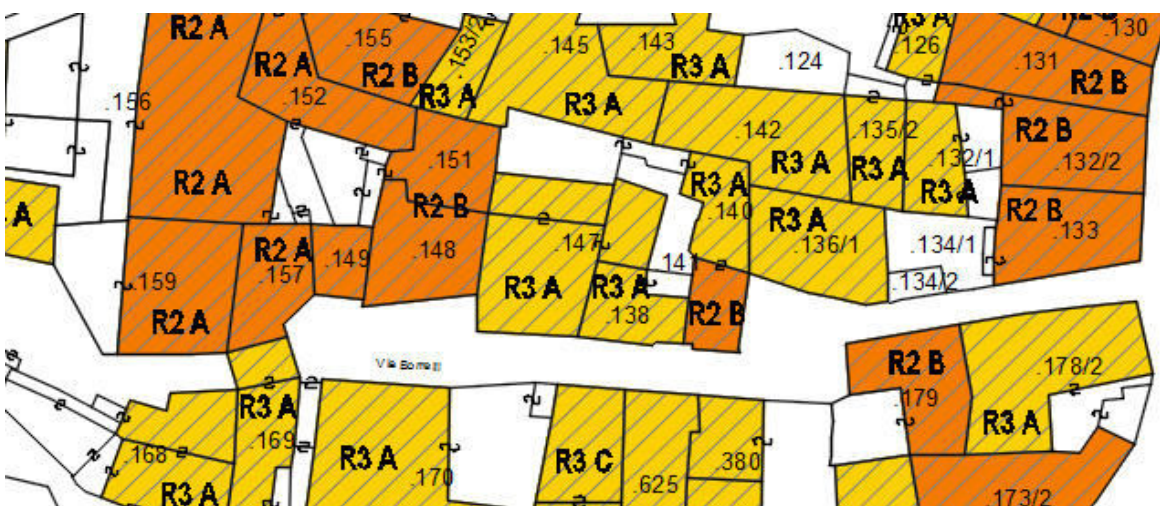 R2 A
.155
.153/2
.145
.143
R3 A
.126
R2 B
.130
R2 A
R2 B
R3 A
R3 A
.124
.131
R2 B
.156
.152
R3 A
.142
.135/2
R2 B
.132/1
.132/2
.151
R3 A
R3 A
R2 A
R2 B
R3 A
R3 A
R3 A
R2 B
A
R2 A
.149
.148
.147
.140
.136/1
.134/1
.133
.159
.157
R3 A
R3 A
141
.134/2
R2 A
.138
R2 B
R2 B
.179
.178/2
R3 A
R3 A
.168
.169
R3 A
.170
R3 C
.625
.380
R3 A
.173/2